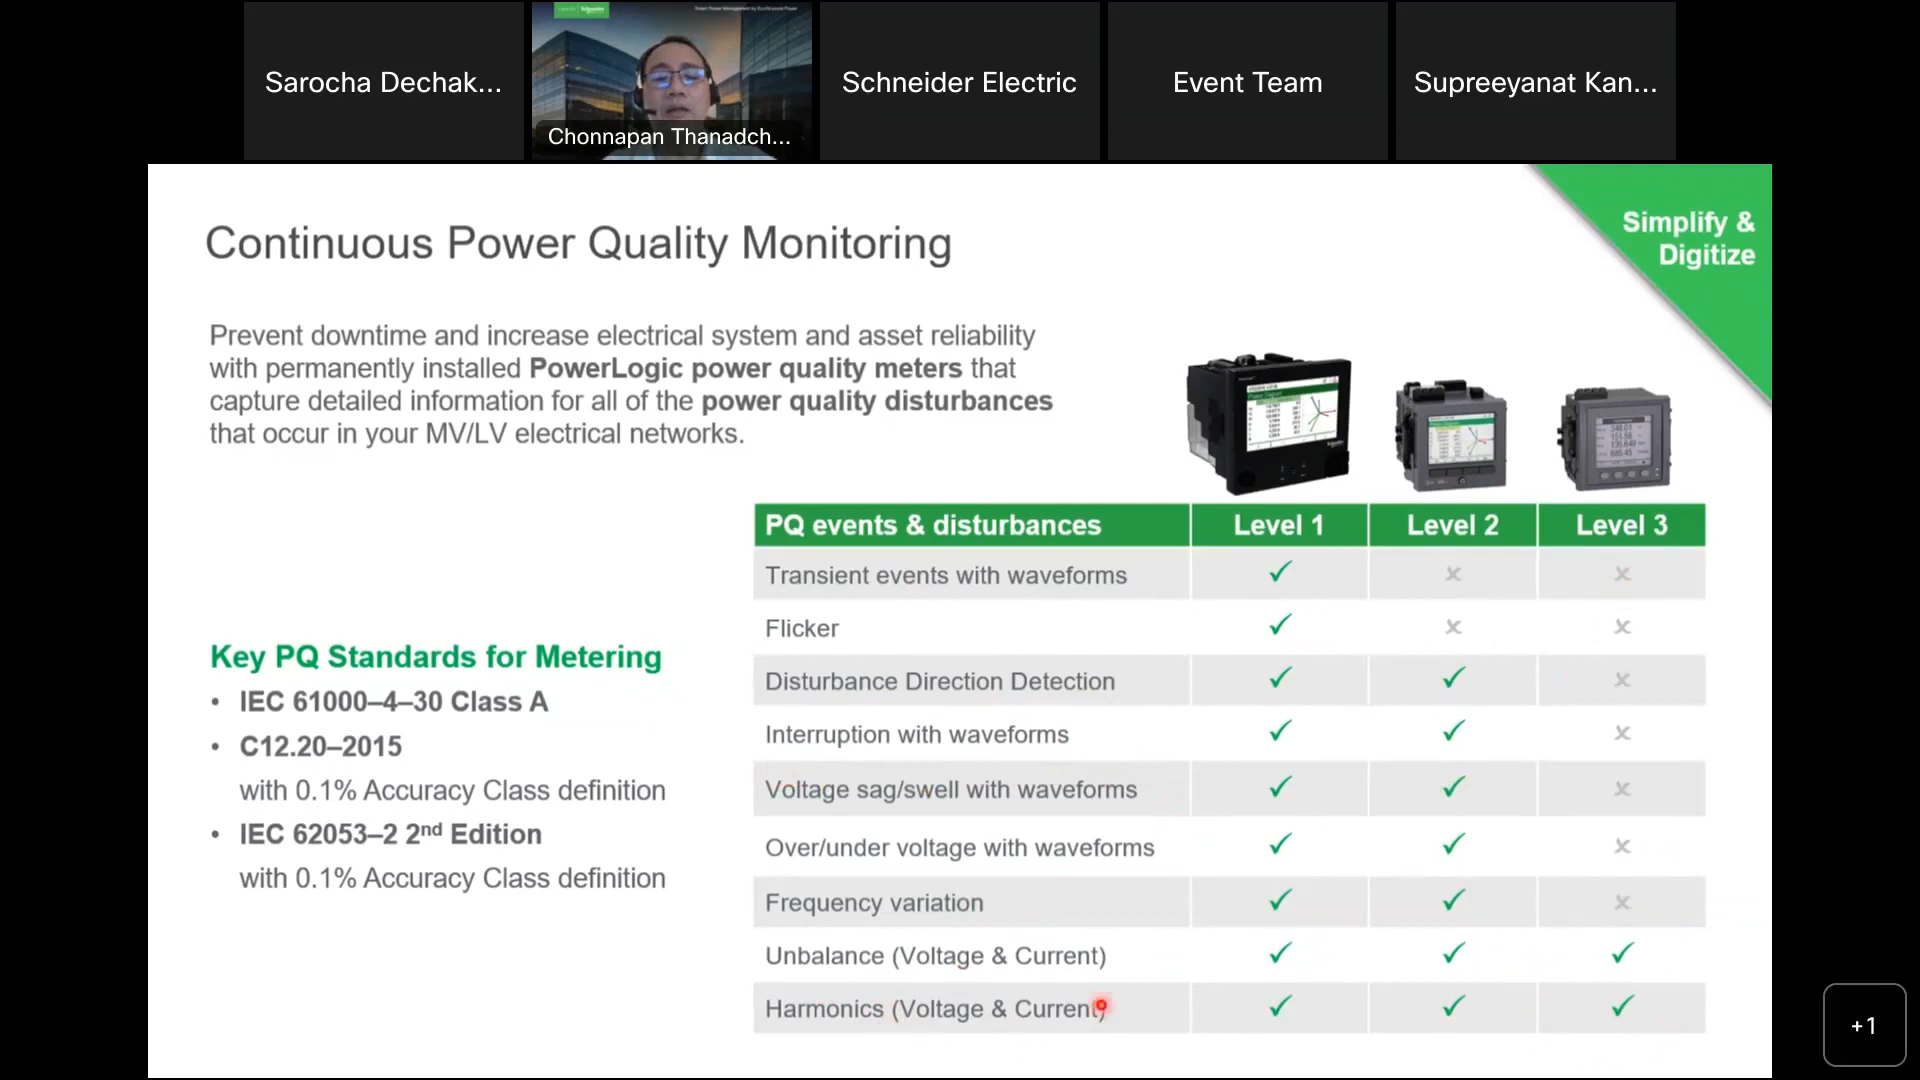 Sarocha Dechak...
Chonnapan Thanadch...
Schneider Electric
Event Team
Supreeyanat Kan...
Simplify &
Digitize
Continuous Power Quality Monitoring
Prevent downtime and increase electrical system and asset reliability
with permanently installed PowerLogic power quality meters that
capture detailed information for all of the power quality disturbances
that occur in your MV/LV electrical networks.
Key PQ Standards for Metering
• IEC 61000–4–30 Class A
• C12.20–2015
with 0.1% Accuracy Class definition
• IEC 62053–2 2nd Edition
with 0.1% Accuracy Class definition
PQ events & disturbances Level 1 Level 2 Level 3
Transient events with waveforms ✓ x x
Flicker ✓ x x
Disturbance Direction Detection ✓ ✓ x
Interruption with waveforms ✓ ✓ x
Voltage sag/swell with waveforms ✓ ✓ x
Over/under voltage with waveforms ✓ ✓ x
Frequency variation ✓ ✓ x
Unbalance (Voltage & Current) ✓ ✓ ✓
Harmonics (Voltage & Current) ✓ ✓ ✓
+1